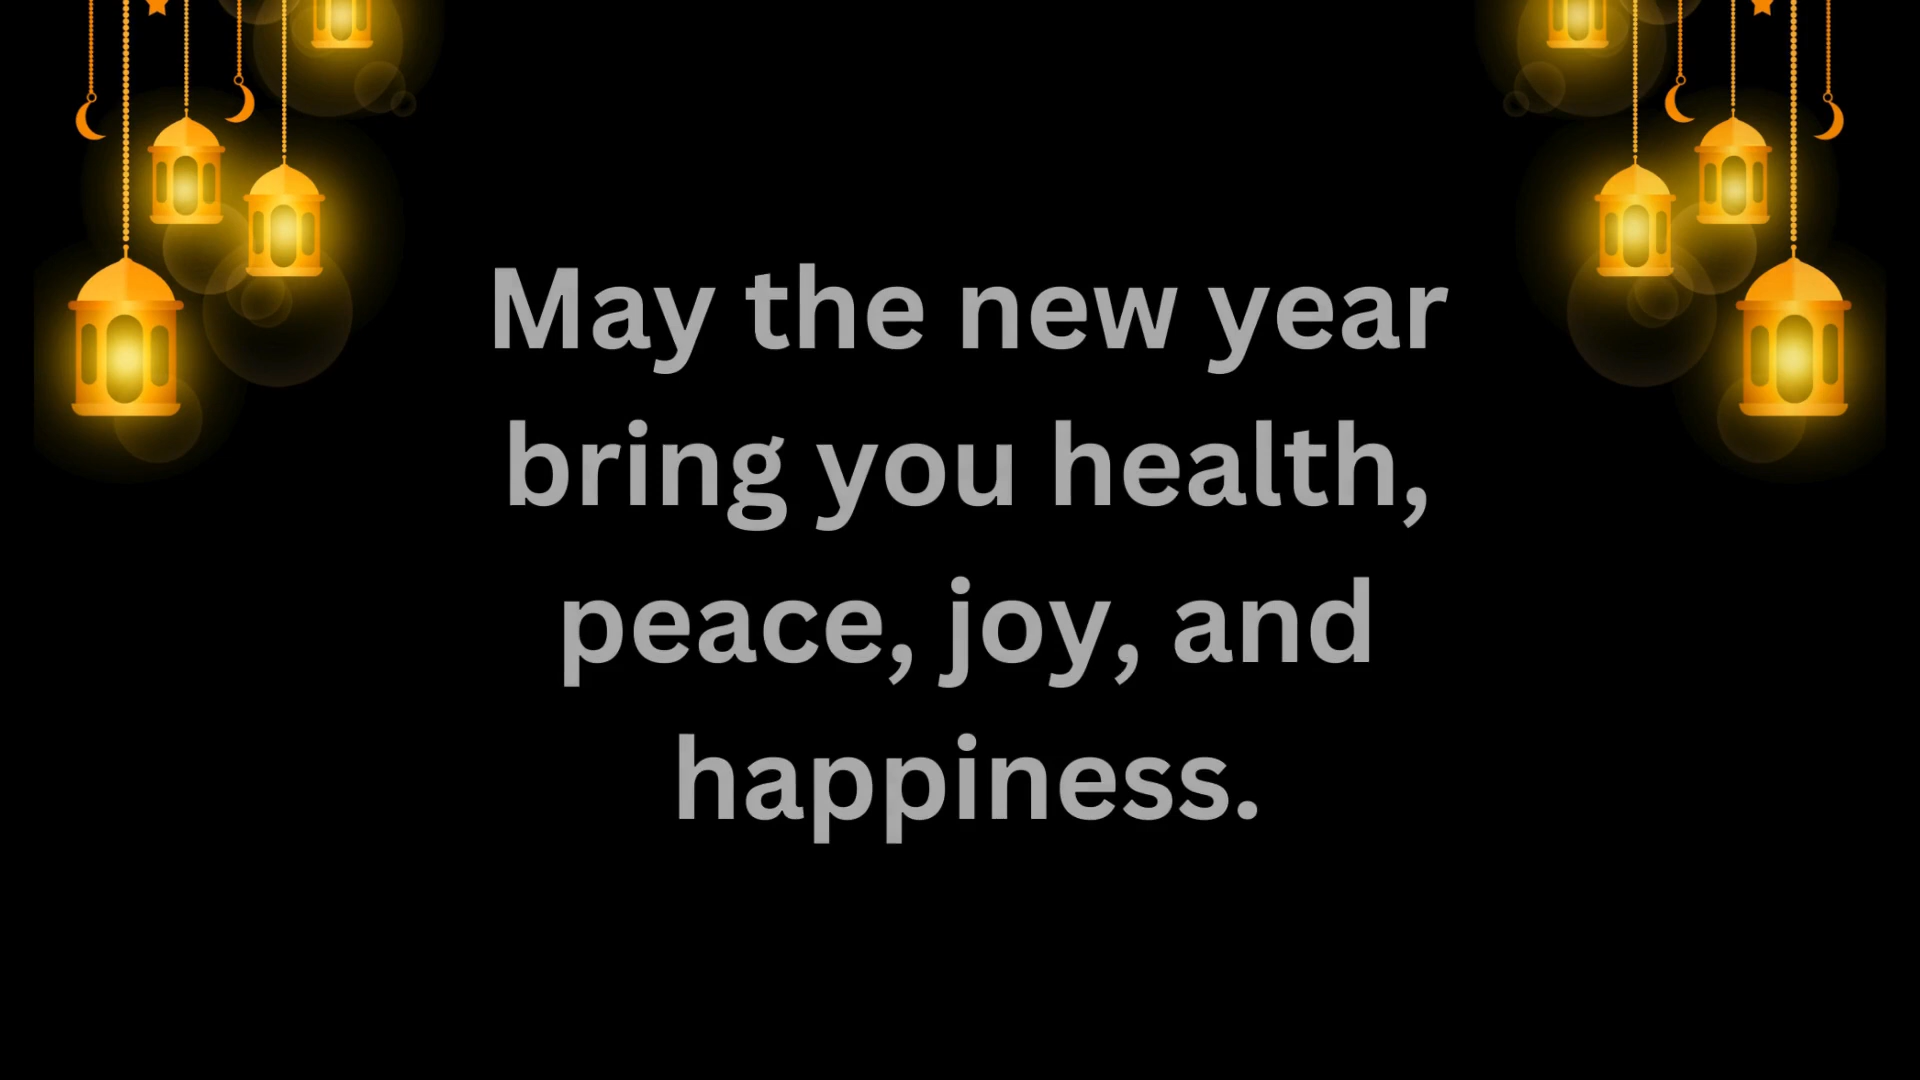 May the new year
bring you health,
peace, joy, and
happiness.